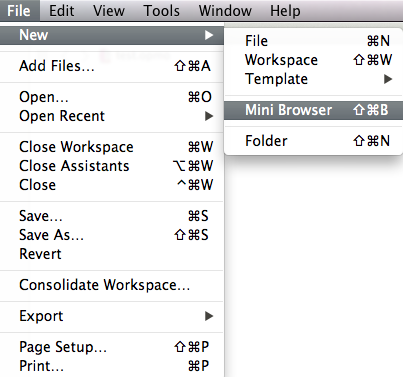 File Edit View Tools Window Help
New ▶
Add Files... ⇧⌘A
Open... ⌘O
Open Recent ▶
Close Workspace ⌘W
Close Assistants ⌥⌘W
Close ^⌘W
Save... ⌘S
Save As... ⇧⌘S
Revert
Consolidate Workspace...
Export ▶
Page Setup... ⇧⌘P
Print... ⌘P
File ⌘N
Workspace ⇧⌘W
Template ▶
Mini Browser ⇧⌘B
Folder ⇧⌘N